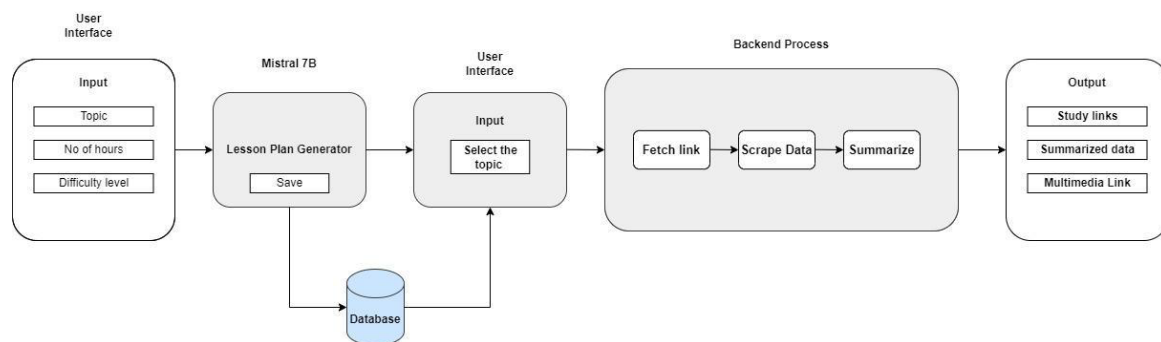 User
Interface
Input
Topic
No of hours
Difficulty level
Mistral 7B
Lesson Plan Generator
Save
Database
User
Interface
Input
Select the
topic
Backend Process
Fetch link
Scrape Data
Summarize
Output
Study links
Summarized data
Multimedia Link